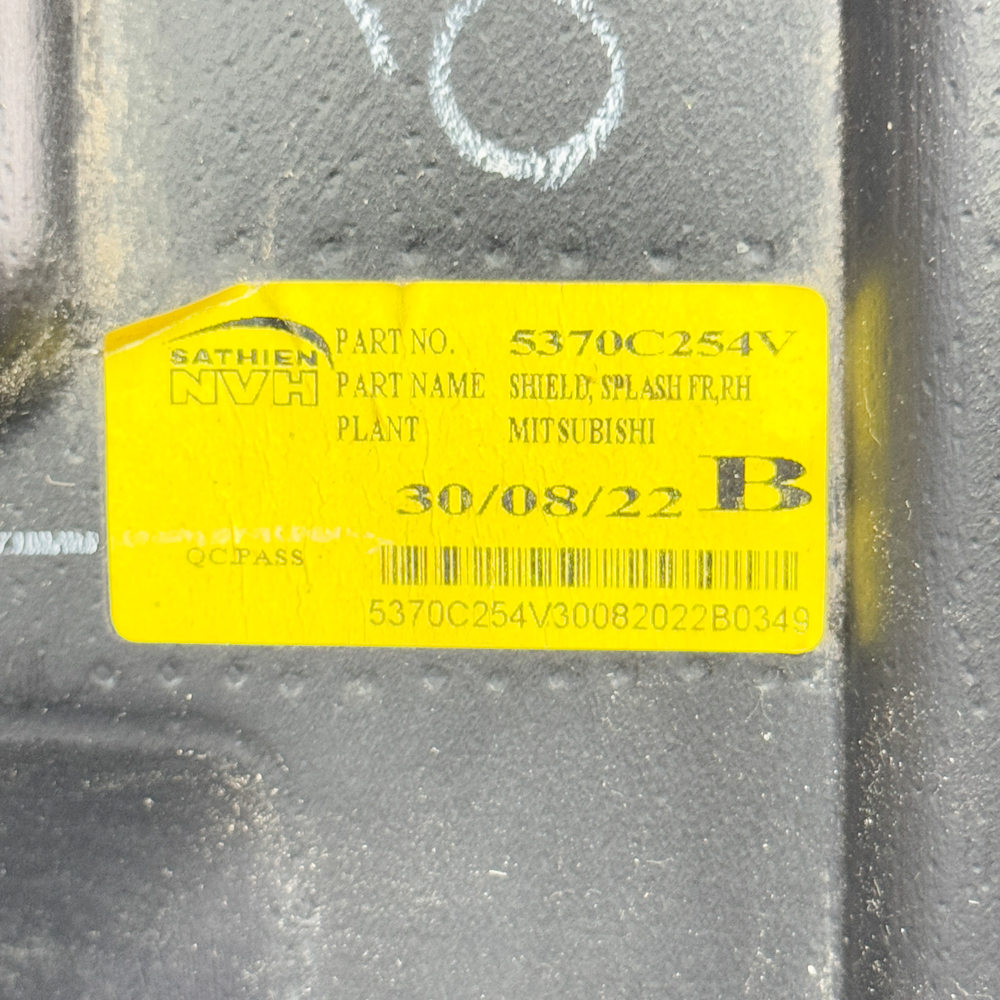 8
SATHIEN
NVH
PART NO. 5370C254V
PART NAME SHIELD, SPLASH FR,RH
PLANT MITSUBISHI
30/08/22 B
QC.PASS
5370C254V30082022B0349